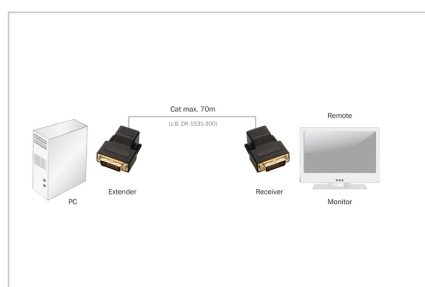 Cat max. 70m
(z.B. DK-1531-300)
Remote
Extender
Receiver
PC
Monitor